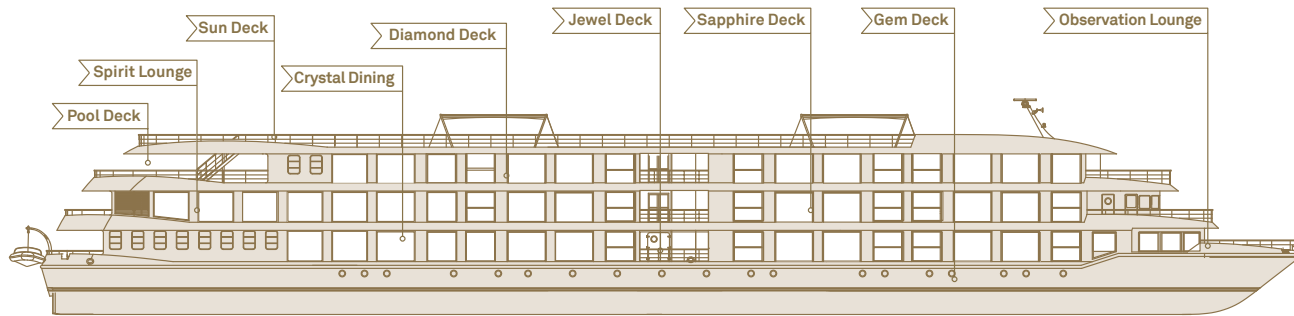 Jewel Deck
Sapphire Deck
Gem Deck
Observation Lounge
Sun Deck
Diamond Deck
Spirit Lounge
Crystal Dining
Pool Deck